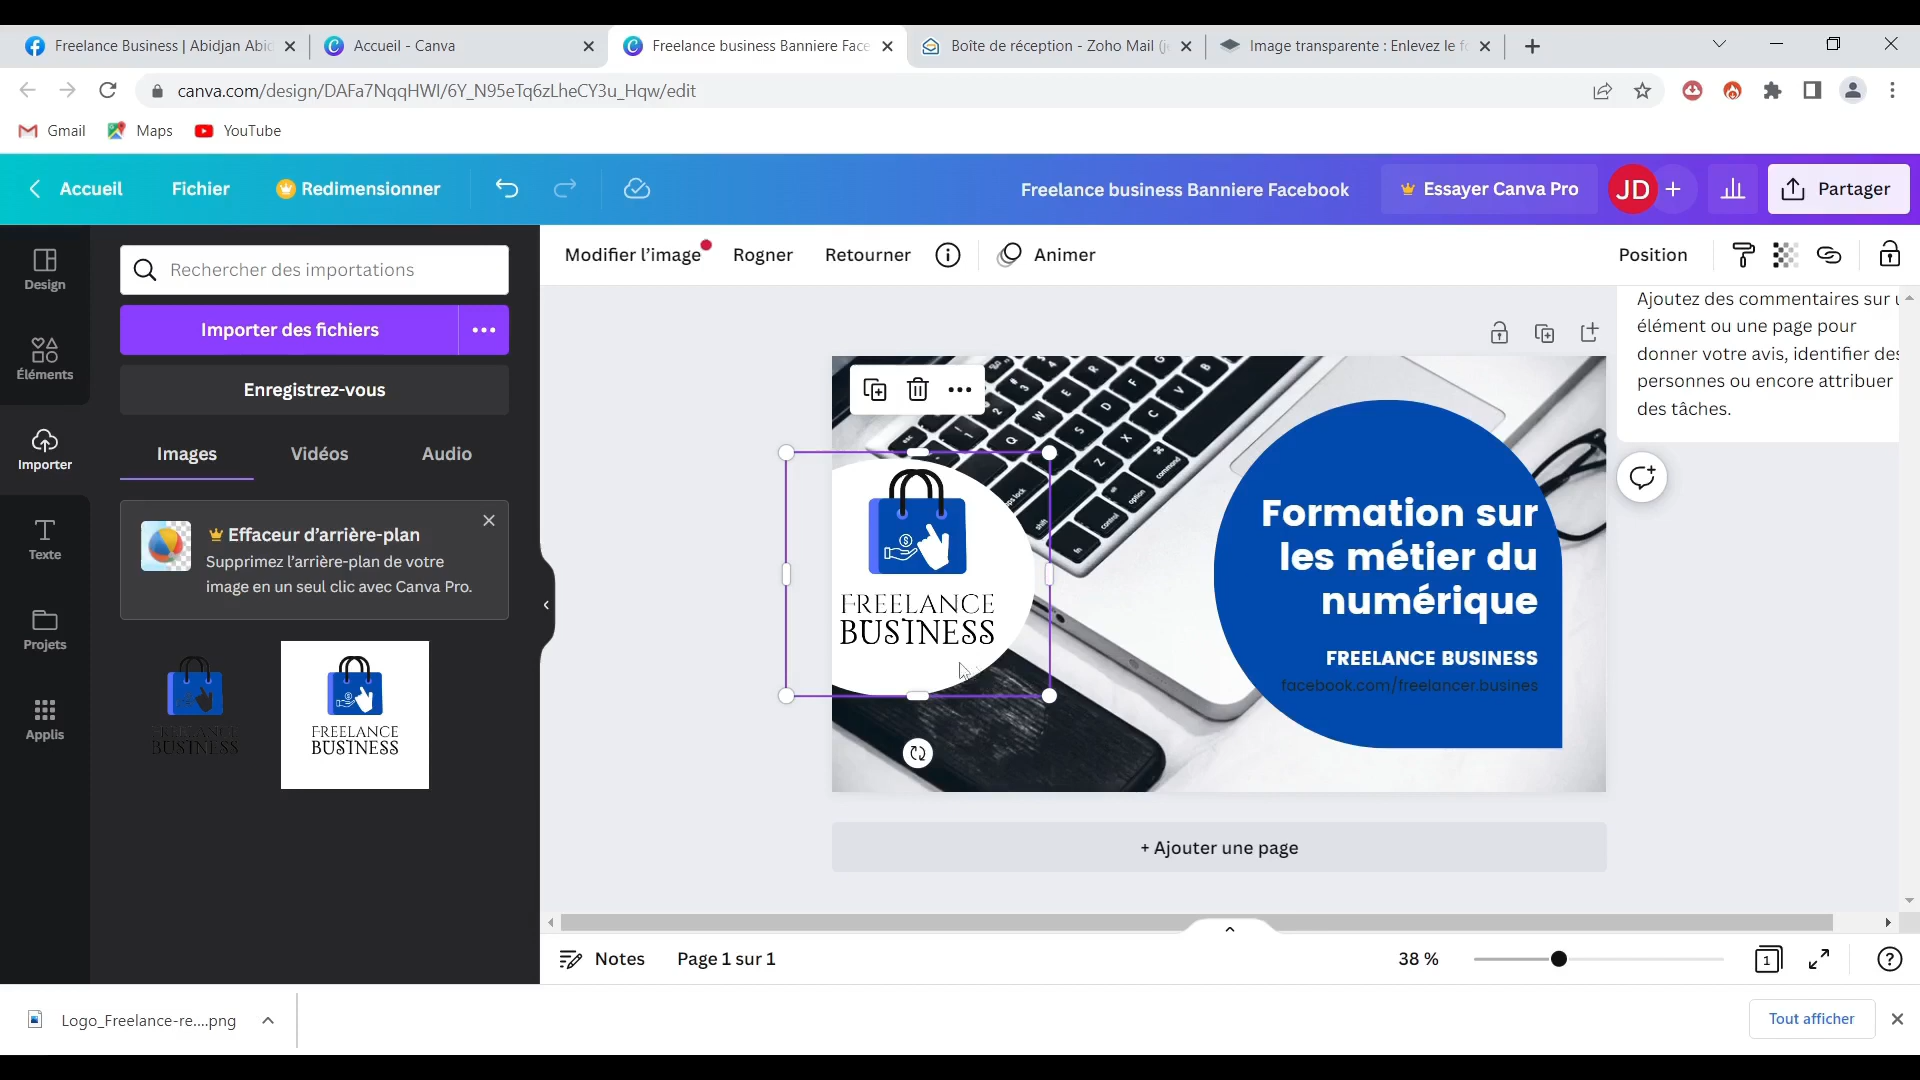 Freelance Business | Abidjan Abi
Accueil - Canva
Freelance business Banniere Face
Boîte de réception - Zoho Mail (j
Image transparente : Enlevez le f
canva.com/design/DAFa7NqqHWI/6Y_N95eTq6zLheCY3u_Hqw/edit
Gmail
Maps
YouTube
Accueil
Fichier
Redimensionner
Freelance business Banniere Facebook
Essayer Canva Pro
JD
Partager
Design
Éléments
Importer
Texte
Projets
Applis
Rechercher des importations
Importer des fichiers
Enregistrez-vous
Images
Vidéos
Audio
Effaceur d’arrière-plan
Supprimez l’arrière-plan de votre
image en un seul clic avec Canva Pro.
FREELANCE
BUSINESS
FREELANCE
BUSINESS
Modifier l’image
Rogner
Retourner
Animer
Position
Ajoutez des commentaires sur
élément ou une page pour
donner votre avis, identifier des
personnes ou encore attribuer
des tâches.
FREELANCE
BUSINESS
Formation sur
les métier du
numérique
FREELANCE BUSINESS
facebook.com/freelancer.busines
+ Ajouter une page
Notes
Page 1 sur 1
38 %
1
Logo_Freelance-re....png
Tout afficher